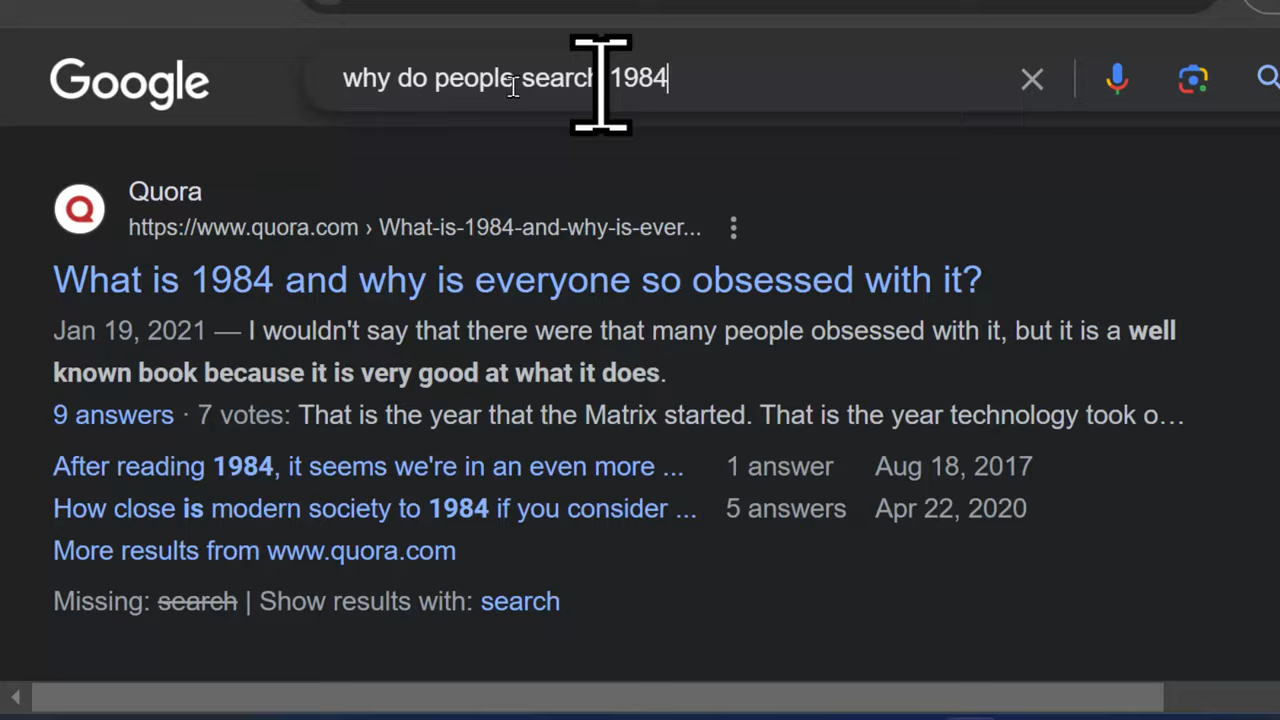 Google
why do people search 1984
Quora
https://www.quora.com › What-is-1984-and-why-is-ever...
What is 1984 and why is everyone so obsessed with it?
Jan 19, 2021 — I wouldn't say that there were that many people obsessed with it, but it is a well
known book because it is very good at what it does.
9 answers · 7 votes: That is the year that the Matrix started. That is the year technology took o…
After reading 1984, it seems we're in an even more ... 1 answer Aug 18, 2017
How close is modern society to 1984 if you consider ... 5 answers Apr 22, 2020
More results from www.quora.com
Missing: search | Show results with: search